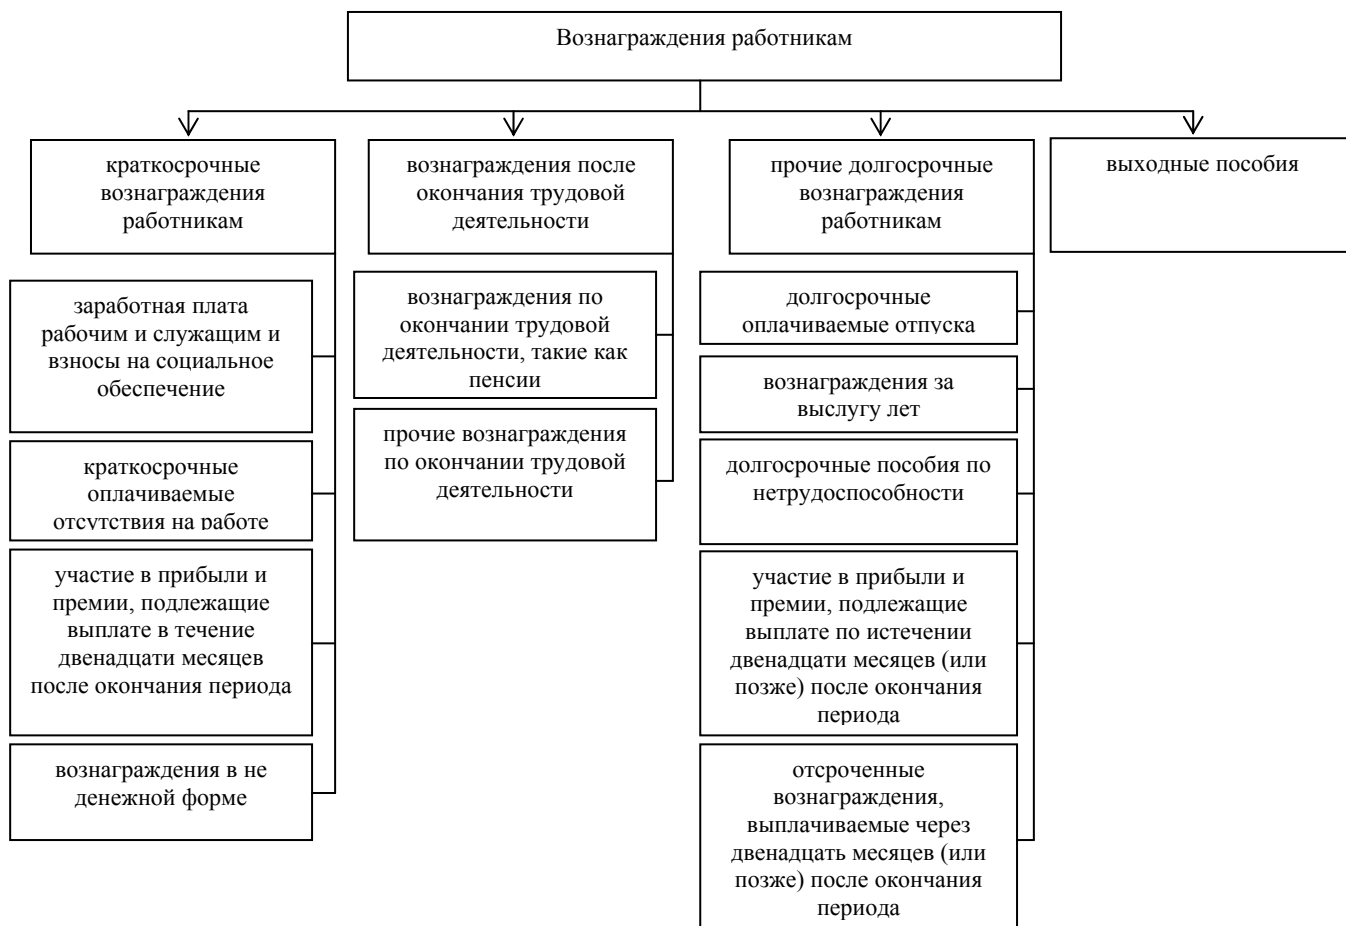 Вознаграждения работникам
краткосрочные
вознаграждения
работникам
вознаграждения после
окончания трудовой
деятельности
прочие долгосрочные
вознаграждения
работникам
выходные пособия
заработная плата
рабочим и служащим и
взносы на социальное
обеспечение
краткосрочные
оплачиваемые
отсутствия на работе
участие в прибыли и
премии, подлежащие
выплате в течение
двенадцати месяцев
после окончания периода
вознаграждения в не
денежной форме
вознаграждения по
окончании трудовой
деятельности, такие как
пенсии
прочие вознаграждения
по окончании трудовой
деятельности
долгосрочные
оплачиваемые отпуска
вознаграждения за
выслугу лет
долгосрочные пособия по
нетрудоспособности
участие в прибыли и
премии, подлежащие
выплате по истечении
двенадцати месяцев (или
позже) после окончания
периода
отсроченные
вознаграждения,
выплачиваемые через
двенадцать месяцев (или
позже) после окончания
периода